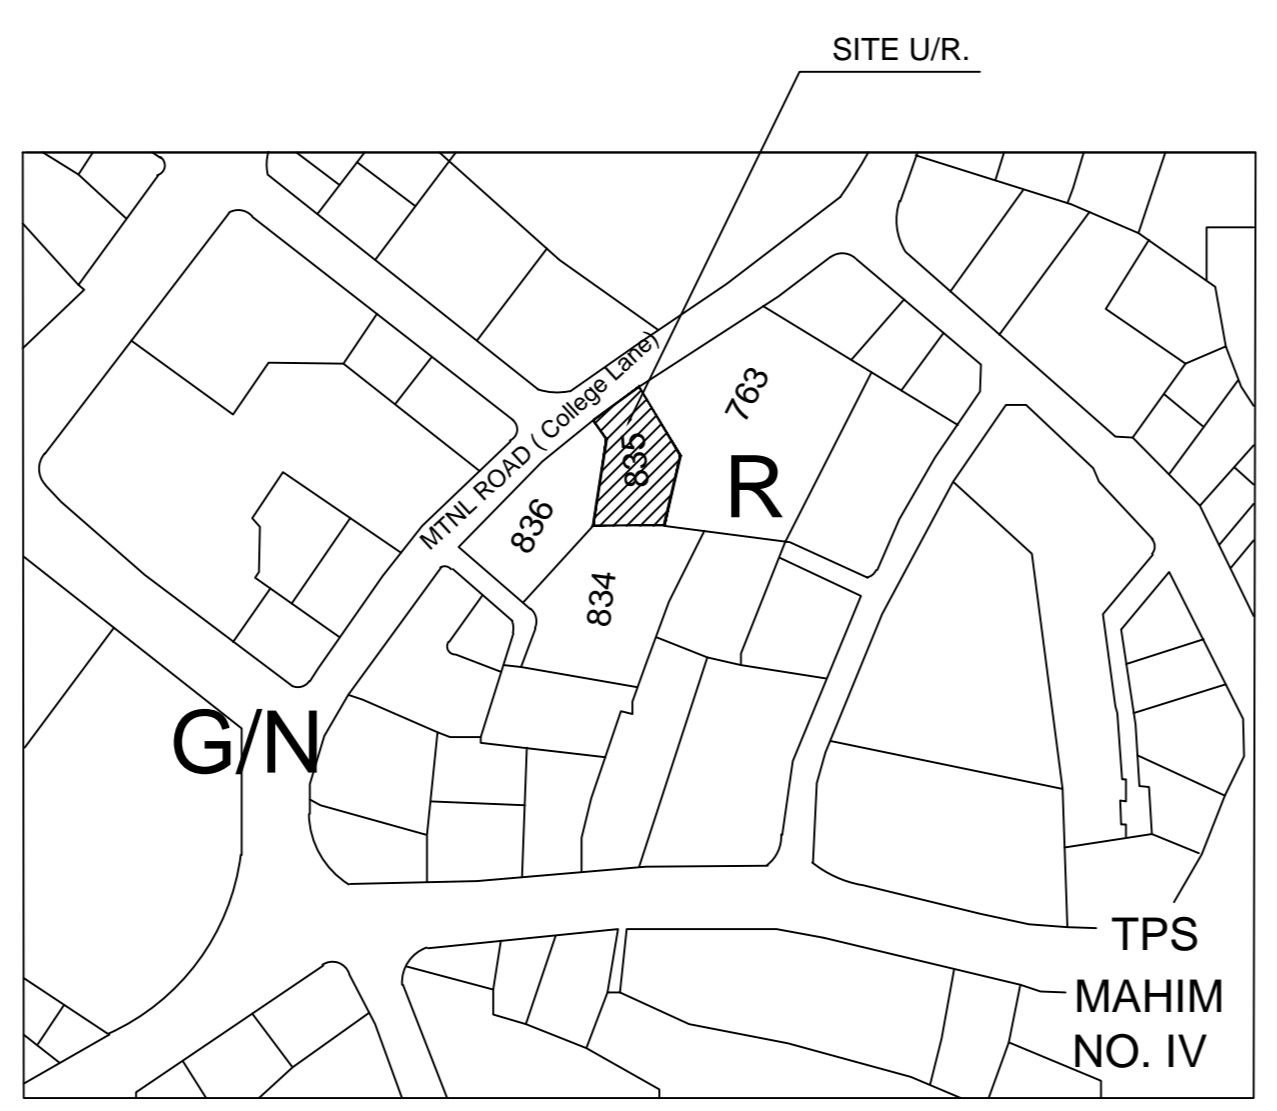 SITE U/R.
MTNL ROAD ( College Lane)
763
835
R
836
834
G/N
TPS
MAHIM
NO. IV